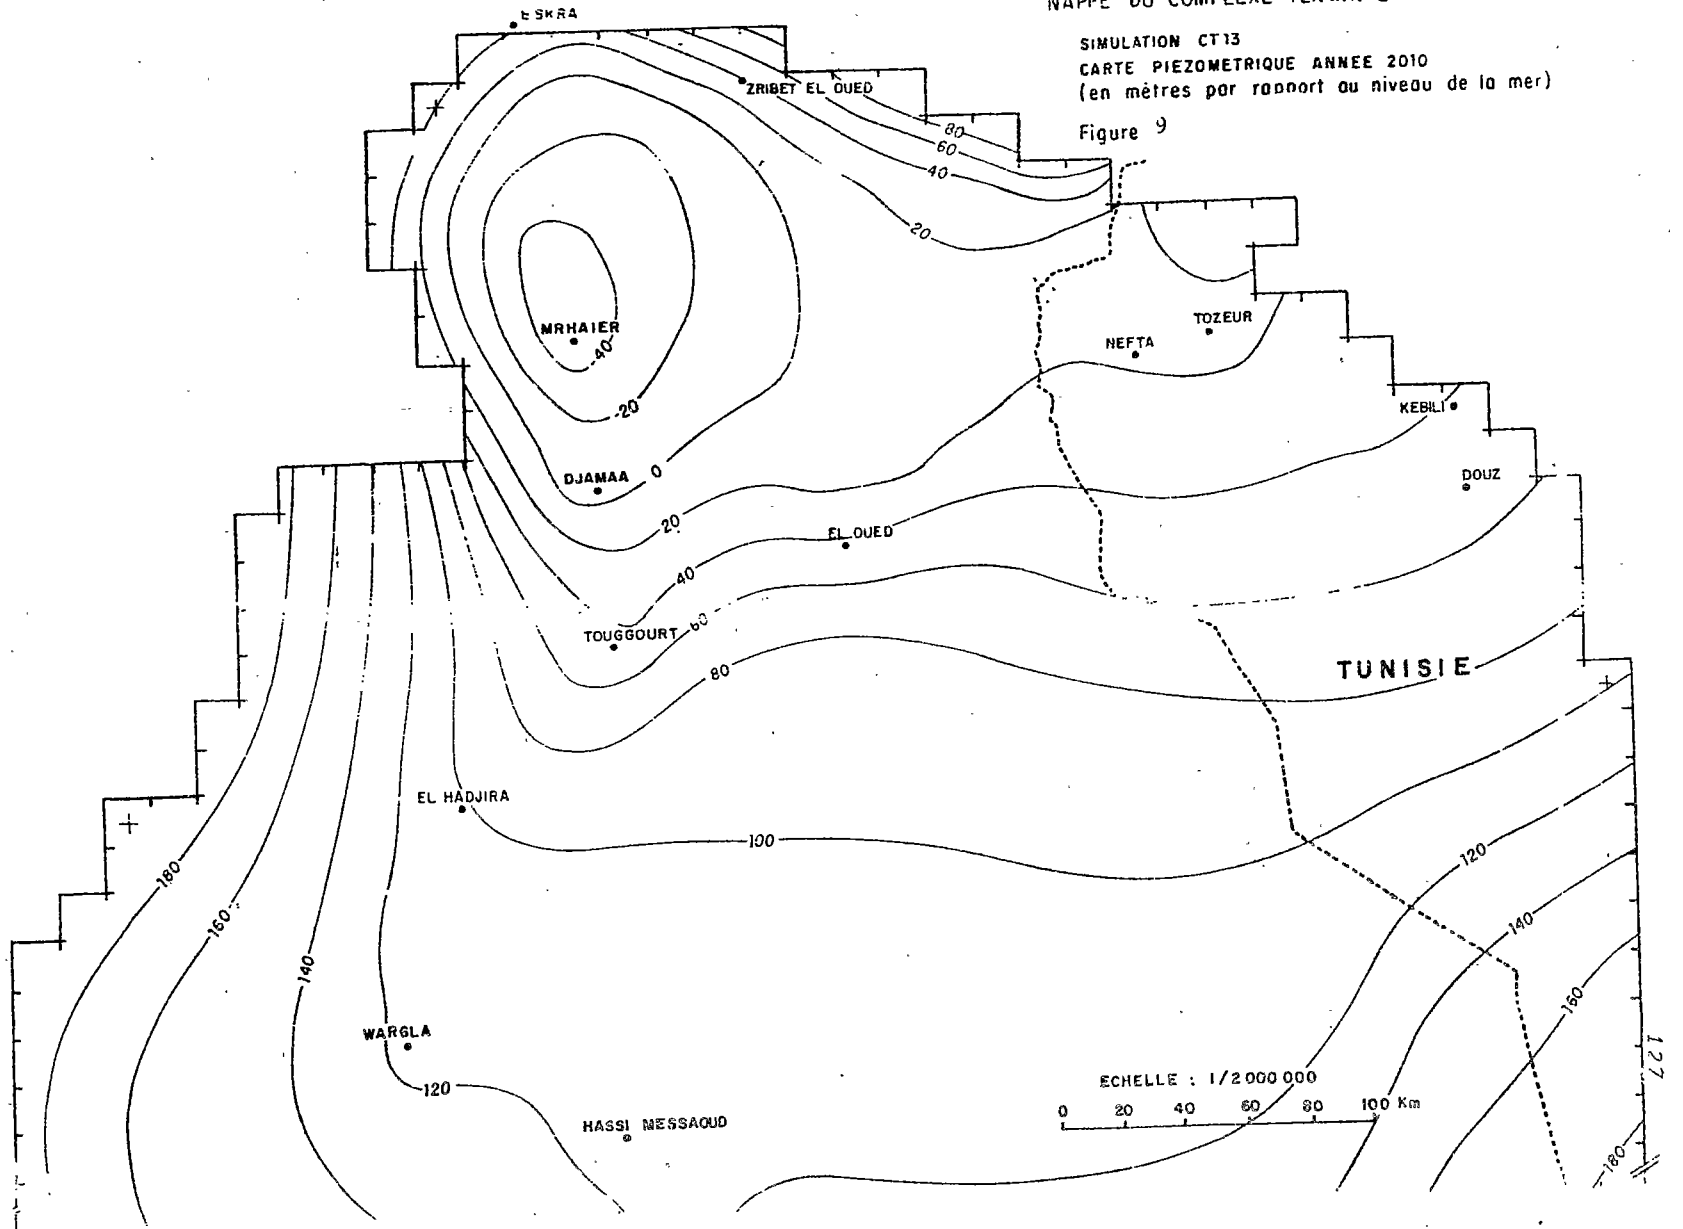 NAPPE DU COMPLEXE
SIMULATION CT13
CARTE PIEZOMETRIQUE ANNEE 2010
(en mètres par rapport au niveau de la mer)
Figure 9
ESKRA
ZRIBET EL OUED
80
60
40
20
MRHAIER
-40-
-20
TOZEUR
NEFTA
KEBILI
DJAMAA
0
DOUZ
20
EL OUED
40
60
TOUGGOURT
80
TUNISIE
EL HADJIRA
100
120
180
160
140
140
160
WARGLA
120
127
ECHELLE : 1/2 000 000
0 20 40 60 80 100 Km
HASSI MESSAOUD
180